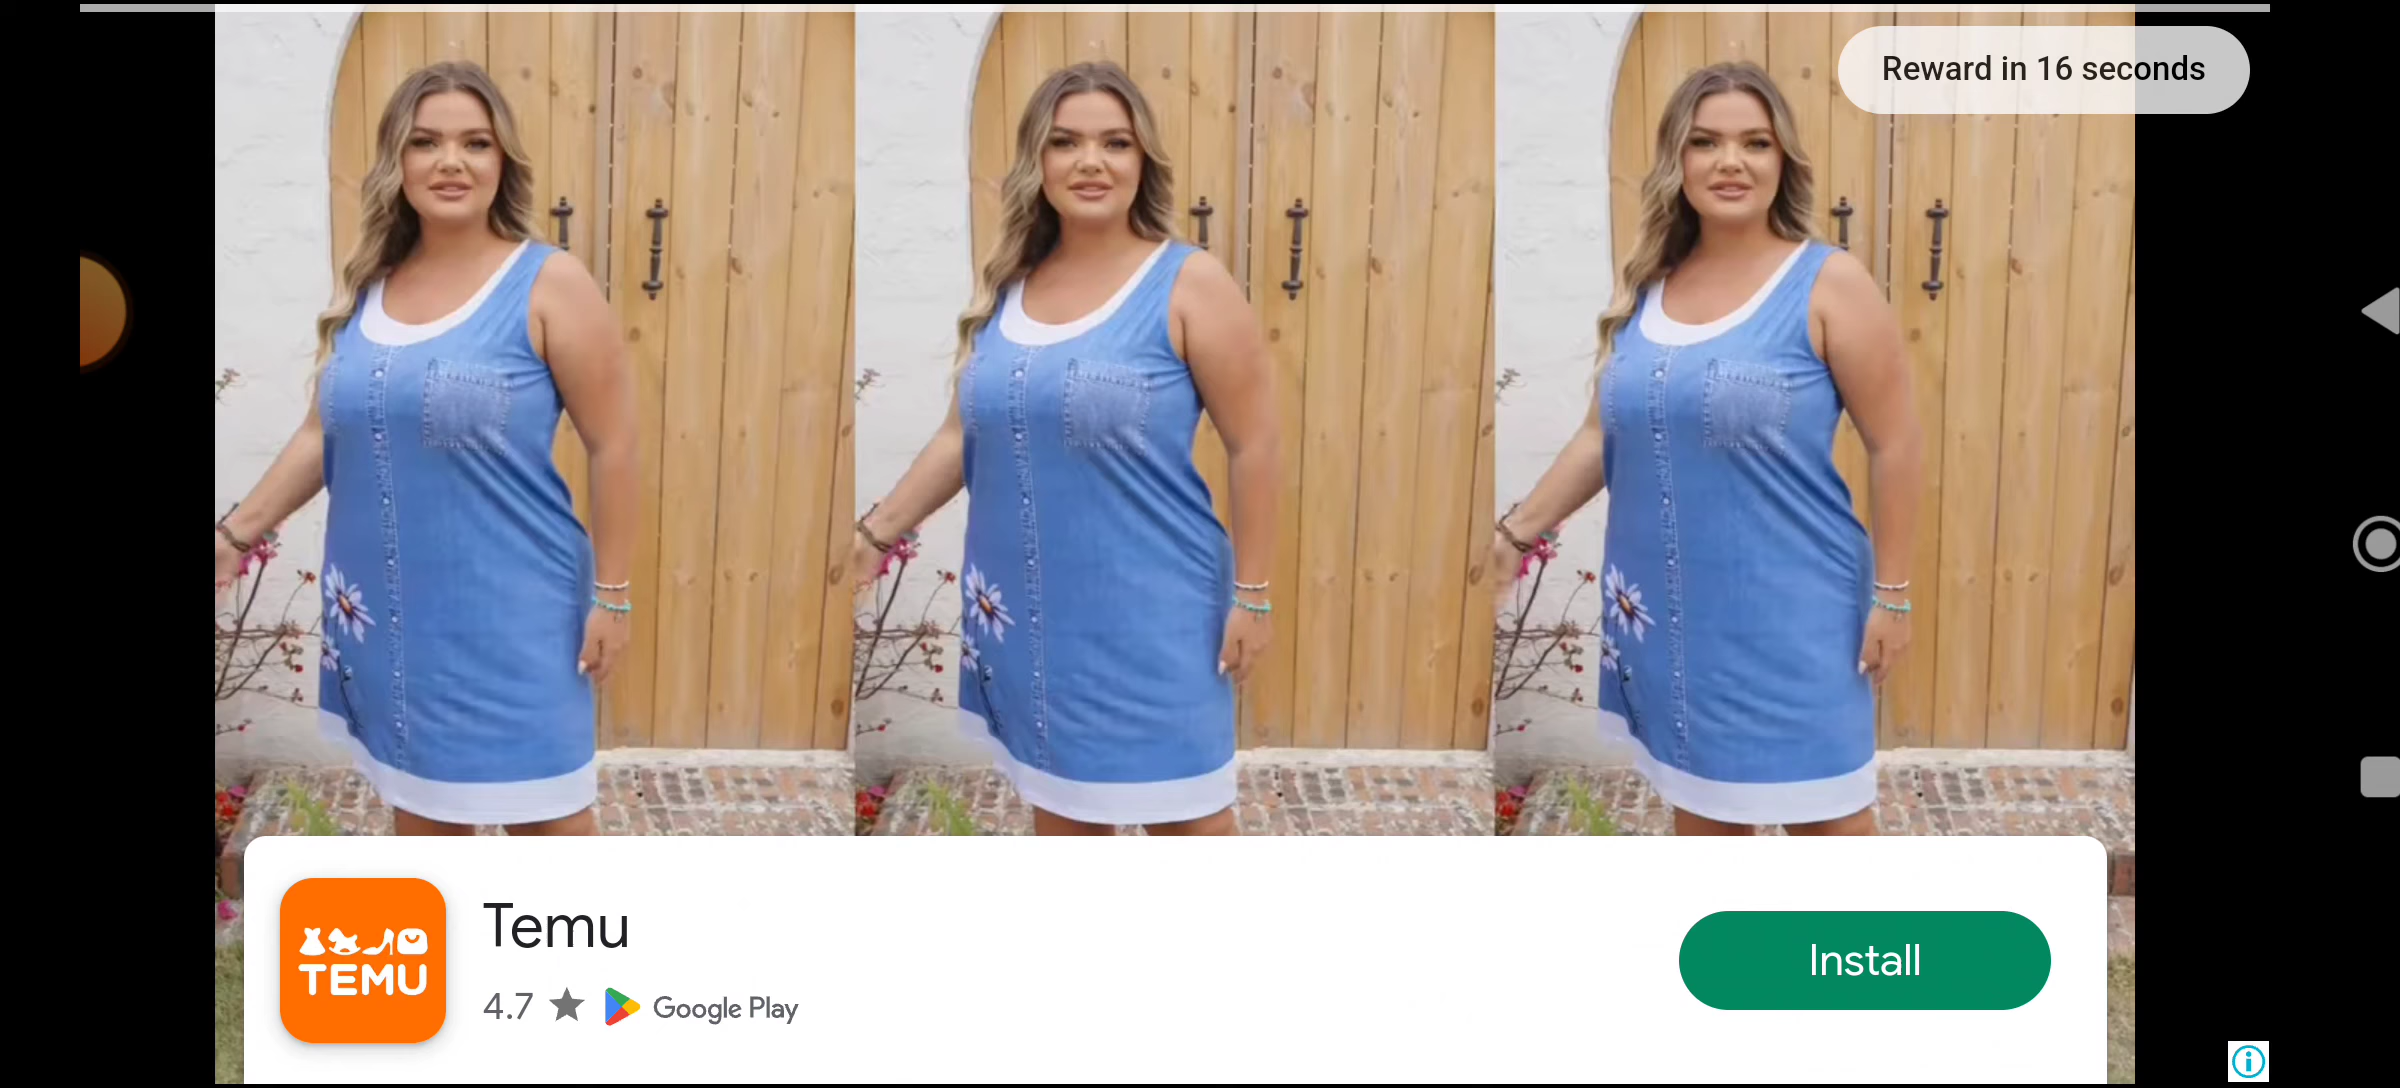 Reward in 16 seconds
TEMU
Temu
4.7 ★ Google Play
Install